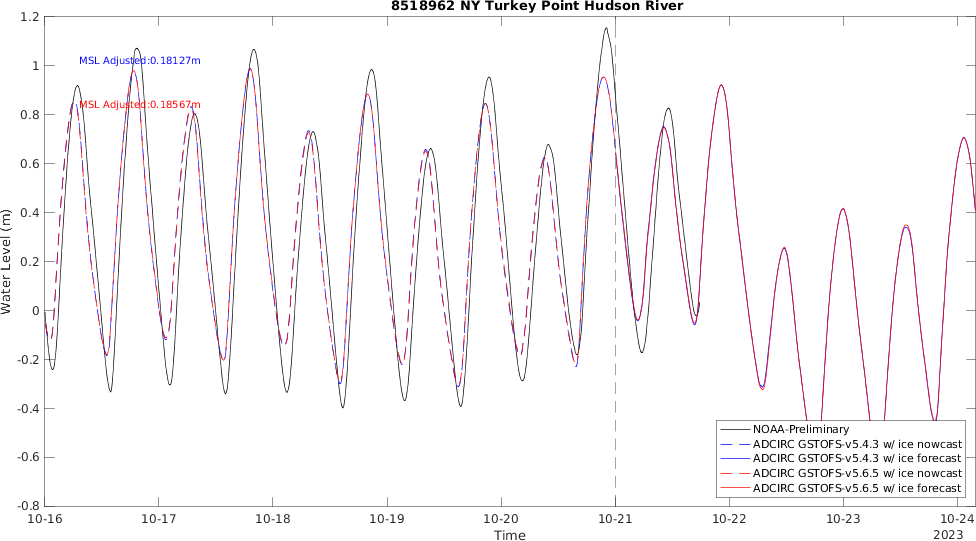 8518962 NY Turkey Point Hudson River
MSL Adjusted:0.18127m
MSL Adjusted:0.18567m
Water Level (m)
1.2
1
0.8
0.6
0.4
0.2
0
-0.2
-0.4
-0.6
-0.8
NOAA-Preliminary
ADCIRC GSTOFS-v5.4.3 w/ ice nowcast
ADCIRC GSTOFS-v5.4.3 w/ ice forecast
ADCIRC GSTOFS-v5.6.5 w/ ice nowcast
ADCIRC GSTOFS-v5.6.5 w/ ice forecast
10-16 10-17 10-18 10-19 10-20 10-21 10-22 10-23 10-24
Time
2023